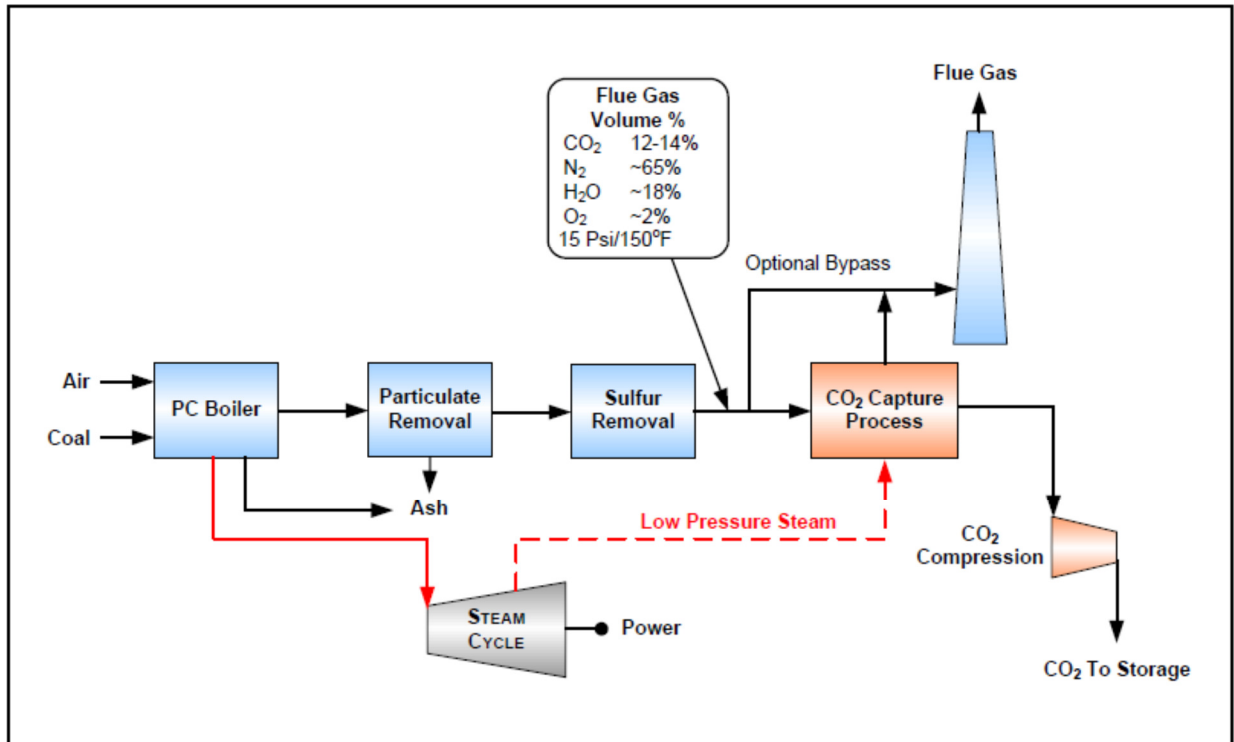 Flue Gas
Flue Gas
Volume %
CO₂ 12-14%
N₂ ~65%
H₂O ~18%
O₂ ~2%
15 Psi/150°F
Optional Bypass
Air
Coal
PC Boiler
Particulate
Removal
Sulfur
Removal
CO₂ Capture
Process
Ash
Low Pressure Steam
CO₂
Compression
STEAM
CYCLE
Power
CO₂ To Storage